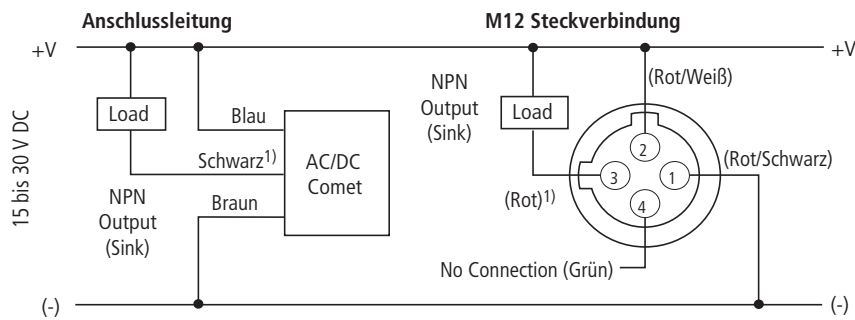 Anschlussleitung
M12 Steckverbindung
+V
+V
15 bis 30 V DC
Load
Blau
Schwarz1)
AC/DC
Comet
NPN
Output
(Sink)
Braun
NPN
Output
(Sink)
Load
(Rot/Weiß)
(Rot/Schwarz)
2
3
1
4
(Rot)1)
No Connection (Grün)
(-)
(-)